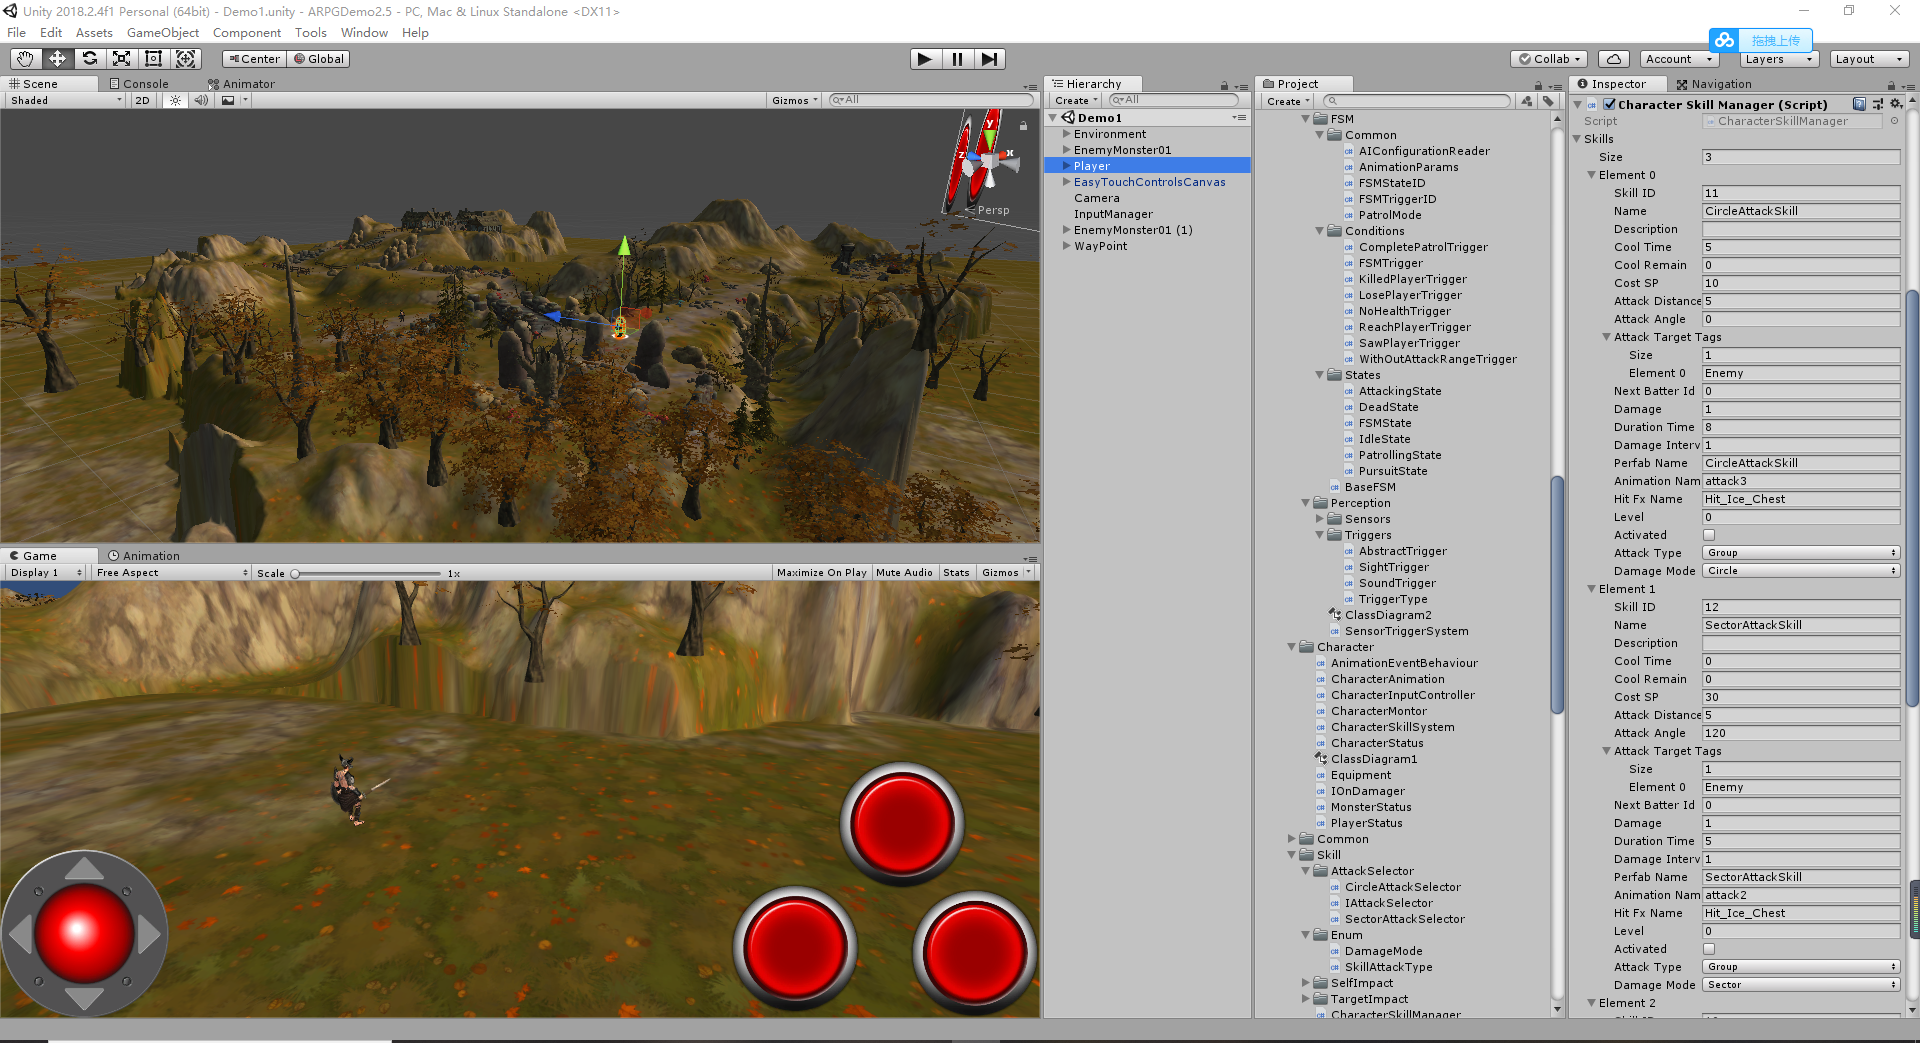 Unity 2018.2.4f1 Personal (64bit) - Demo1.unity - ARPGDemo2.5 - PC, Mac & Linux Standalone <DX11>
File Edit Assets GameObject Component Tools Window Help
拖拽上传
Center Global
Collab Account Layers Layout
Scene Console Animator
Shaded 2D Gizmos All
y
x
z
Persp
Game Animation
Display 1 Free Aspect Scale 1x Maximize On Play Mute Audio Stats Gizmos
Hierarchy
Create All
Demo1
Environment
EnemyMonster01
Player
EasyTouchControlsCanvas
Camera
InputManager
EnemyMonster01 (1)
WayPoint
Project
Create
FSM
Common
AIConfigurationReader
AnimationParams
FSMStateID
FSMTriggerID
PatrolMode
Conditions
CompletePatrolTrigger
FSMTrigger
KilledPlayerTrigger
LosePlayerTrigger
NoHealthTrigger
ReachPlayerTrigger
SawPlayerTrigger
WithOutAttackRangeTrigger
States
AttackingState
DeadState
FSMState
IdleState
PatrollingState
PursuitState
BaseFSM
Perception
Sensors
Triggers
AbstractTrigger
SightTrigger
SoundTrigger
TriggerType
ClassDiagram2
SensorTriggerSystem
Character
AnimationEventBehaviour
CharacterAnimation
CharacterInputController
CharacterMontor
CharacterSkillSystem
CharacterStatus
ClassDiagram1
Equipment
IOnDamager
MonsterStatus
PlayerStatus
Common
Skill
AttackSelector
CircleAttackSelector
IAttackSelector
SectorAttackSelector
Enum
DamageMode
SkillAttackType
SelfImpact
TargetImpact
CharacterSkillManager
Inspector Navigation
Character Skill Manager (Script)
Script CharacterSkillManager
Skills
Size 3
Element 0
Skill ID 11
Name CircleAttackSkill
Description
Cool Time 5
Cool Remain 0
Cost SP 10
Attack Distance 5
Attack Angle 0
Attack Target Tags
Size 1
Element 0 Enemy
Next Batter Id 0
Damage 1
Duration Time 8
Damage Interv 1
Perfab Name CircleAttackSkill
Animation Nam attack3
Hit Fx Name Hit_Ice_Chest
Level 0
Activated
Attack Type Group
Damage Mode Circle
Element 1
Skill ID 12
Name SectorAttackSkill
Description
Cool Time 0
Cool Remain 0
Cost SP 30
Attack Distance 5
Attack Angle 120
Attack Target Tags
Size 1
Element 0 Enemy
Next Batter Id 0
Damage 1
Duration Time 5
Damage Interv 1
Perfab Name SectorAttackSkill
Animation Nam attack2
Hit Fx Name Hit_Ice_Chest
Level 0
Activated
Attack Type Group
Damage Mode Sector
Element 2